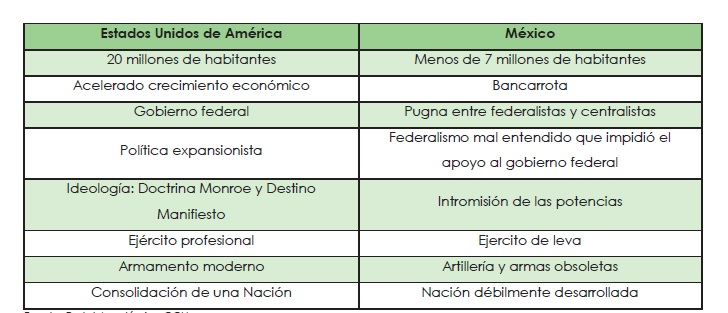 Estados Unidos de América México
20 millones de habitantes Menos de 7 millones de habitantes
Acelerado crecimiento económico Bancarrota
Gobierno federal Pugna entre federalistas y centralistas
Política expansionista Federalismo mal entendido que impidió el
apoyo al gobierno federal
Ideología: Doctrina Monroe y Destino
Manifiesto Intromisión de las potencias
Ejército profesional Ejercito de leva
Armamento moderno Artillería y armas obsoletas
Consolidación de una Nación Nación débilmente desarrollada